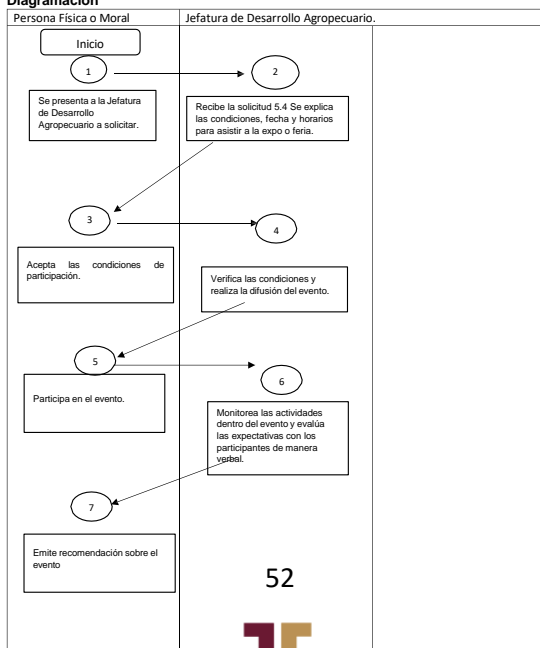 Diagramación
Persona Física o Moral
Jefatura de Desarrollo Agropecuario.
Inicio
1
2
Se presenta a la Jefatura
de Desarrollo
Agropecuario a solicitar.
Recibe la solicitud 5.4 Se explica
las condiciones, fecha y horarios
para asistir a la expo o feria.
3
4
Acepta las condiciones de
participación.
Verifica las condiciones y
realiza la difusión del evento.
5
6
Participa en el evento.
Monitorea las actividades
dentro del evento y evalúa
las expectativas con los
participantes de manera
verbal.
7
Emite recomendación sobre el
evento
52